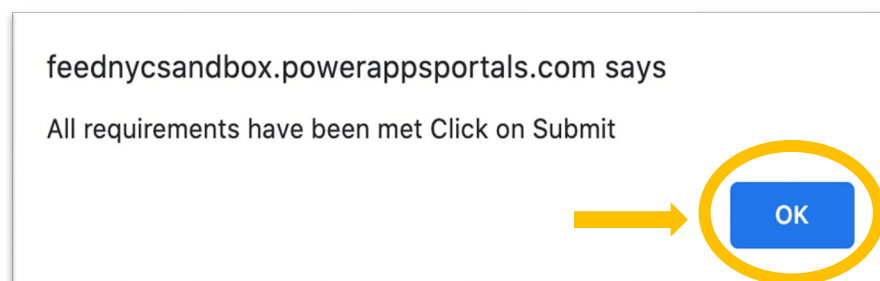 feednycsandbox.powerappsportals.com says
All requirements have been met Click on Submit
OK